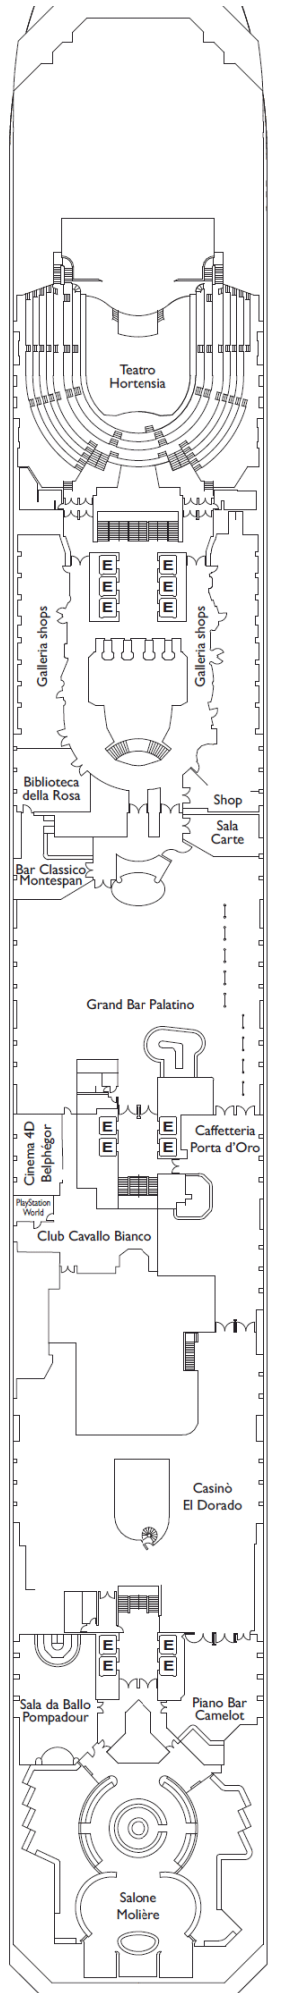 Teatro
Hortensia
E E
E E
E E
Galleria shops
Galleria shops
Biblioteca
della Rosa
Shop
Sala
Carte
Bar Classico
Montespan
Grand Bar Palatino
E E
E E
Cinema 4D
Belphégor
Caffetteria
Porta d'Oro
PlayStation
World
Club Cavallo Bianco
Casinò
El Dorado
E E
E E
Sala da Ballo
Pompadour
Piano Bar
Camelot
Salone
Molière